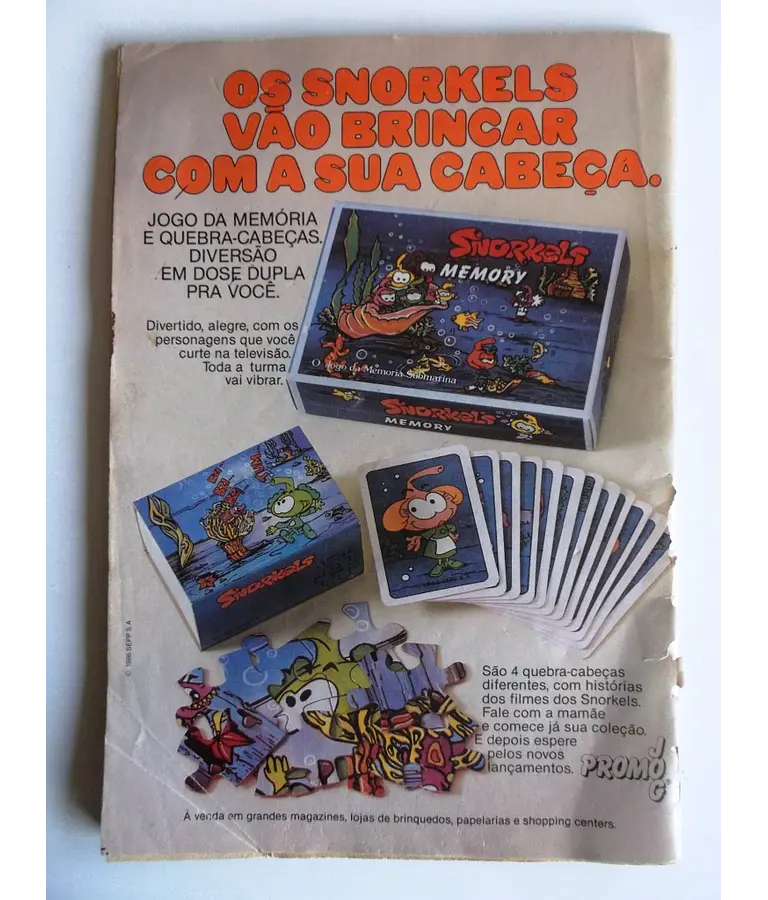 OS SNORKELS
VÃO BRINCAR
COM A SUA CABEÇA.
JOGO DA MEMÓRIA
E QUEBRA-CABEÇAS.
DIVERSÃO
EM DOSE DUPLA
PRA VOCÊ.
Divertido, alegre, com os
personagens que você
curte na televisão.
Toda a turma
vai vibrar.
SNORKELS
MEMORY
O Jogo da Memória Submarina
SNORKELS
MEMORY
SNORKELS
© 1986 SEPP S.A
São 4 quebra-cabeças
diferentes, com histórias
dos filmes dos Snorkels.
Fale com a mamãe
e comece já sua coleção.
E depois espere
pelos novos
lançamentos.
PROMO
JOG
À venda em grandes magazines, lojas de brinquedos, papelarias e shopping centers.